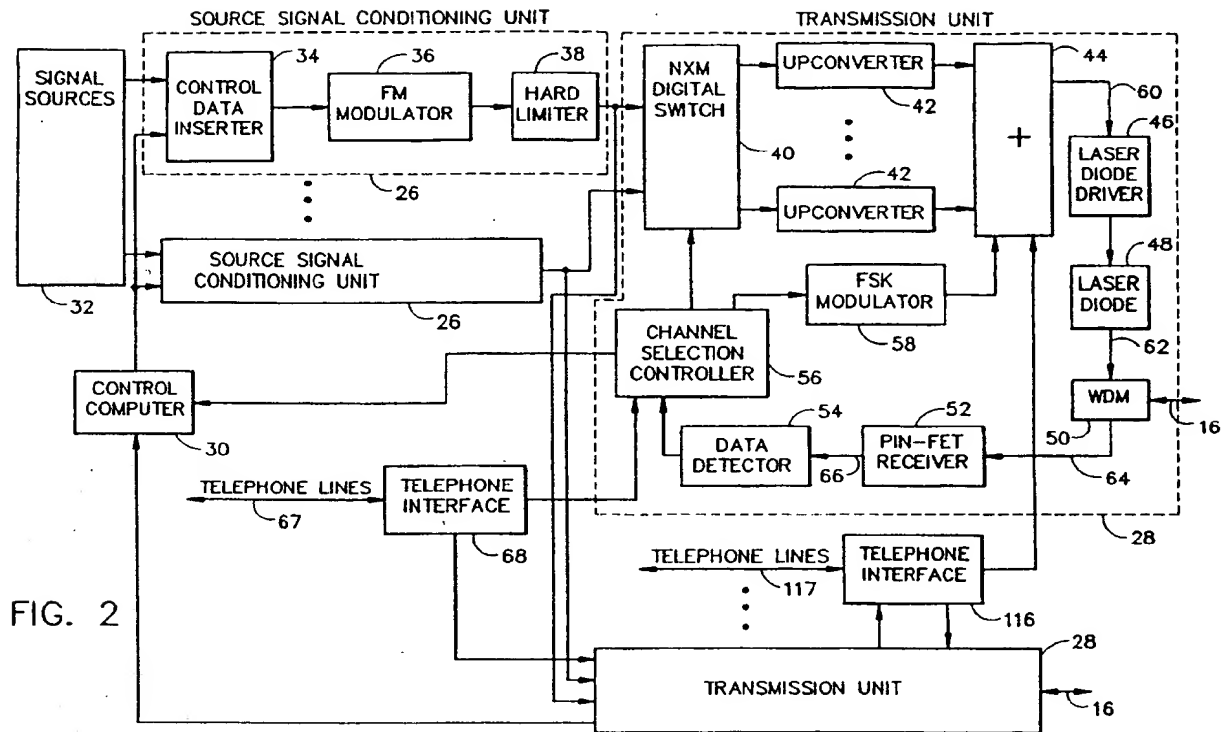 SOURCE SIGNAL CONDITIONING UNIT
TRANSMISSION UNIT
SIGNAL
SOURCES
32
34
CONTROL
DATA
INSERTER
36
FM
MODULATOR
38
HARD
LIMITER
26
SOURCE SIGNAL
CONDITIONING UNIT
26
NXM
DIGITAL
SWITCH
40
UPCONVERTER
42
42
UPCONVERTER
44
+
60
46
LASER
DIODE
DRIVER
48
LASER
DIODE
62
FSK
MODULATOR
58
CHANNEL
SELECTION
CONTROLLER
56
WDM
50
16
54
DATA
DETECTOR
66
52
PIN-FET
RECEIVER
64
28
CONTROL
COMPUTER
30
TELEPHONE LINES
67
TELEPHONE
INTERFACE
68
TELEPHONE LINES
117
TELEPHONE
INTERFACE
116
28
TRANSMISSION UNIT
16
FIG. 2